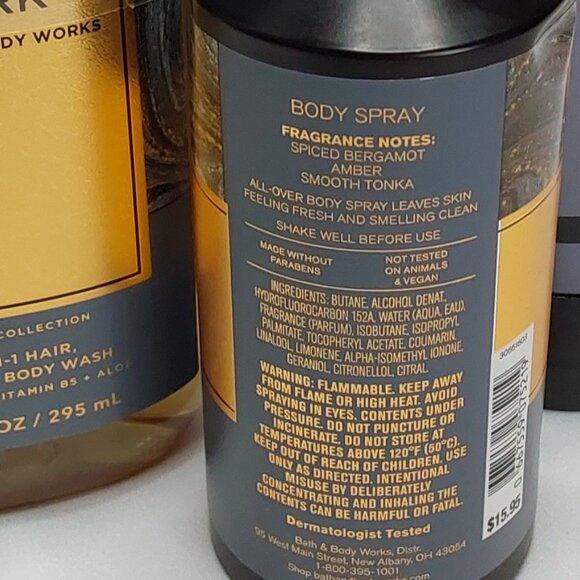 RK
DY WORKS
COLLECTION
-1 HAIR,
BODY WASH
VITAMIN B5 + ALOE
OZ / 295 mL
BODY SPRAY
FRAGRANCE NOTES:
SPICED BERGAMOT
AMBER
SMOOTH TONKA
ALL-OVER BODY SPRAY LEAVES SKIN
FEELING FRESH AND SMELLING CLEAN
SHAKE WELL BEFORE USE
MADE WITHOUT
PARABENS
NOT TESTED
ON ANIMALS
& VEGAN
INGREDIENTS: BUTANE, ALCOHOL DENAT.,
HYDROFLUOROCARBON 152A, WATER (AQUA, EAU),
FRAGRANCE (PARFUM), ISOBUTANE, ISOPROPYL
PALMITATE, TOCOPHERYL ACETATE, COUMARIN,
LINALOOL, LIMONENE, ALPHA-ISOMETHYL IONONE,
GERANIOL, CITRONELLOL, CITRAL.
WARNING: FLAMMABLE. KEEP AWAY
FROM FLAME OR HIGH HEAT. AVOID
SPRAYING IN EYES. CONTENTS UNDER
PRESSURE. DO NOT PUNCTURE OR
INCINERATE. DO NOT STORE AT
TEMPERATURES ABOVE 120°F (50°C).
KEEP OUT OF REACH OF CHILDREN. USE
ONLY AS DIRECTED. INTENTIONAL
MISUSE BY DELIBERATELY
CONCENTRATING AND INHALING THE
CONTENTS CAN BE HARMFUL OR FATAL.
Dermatologist Tested
Bath & Body Works, Distr.
95 West Main Street, New Albany, OH 43054
1-800-395-1001
$15.95